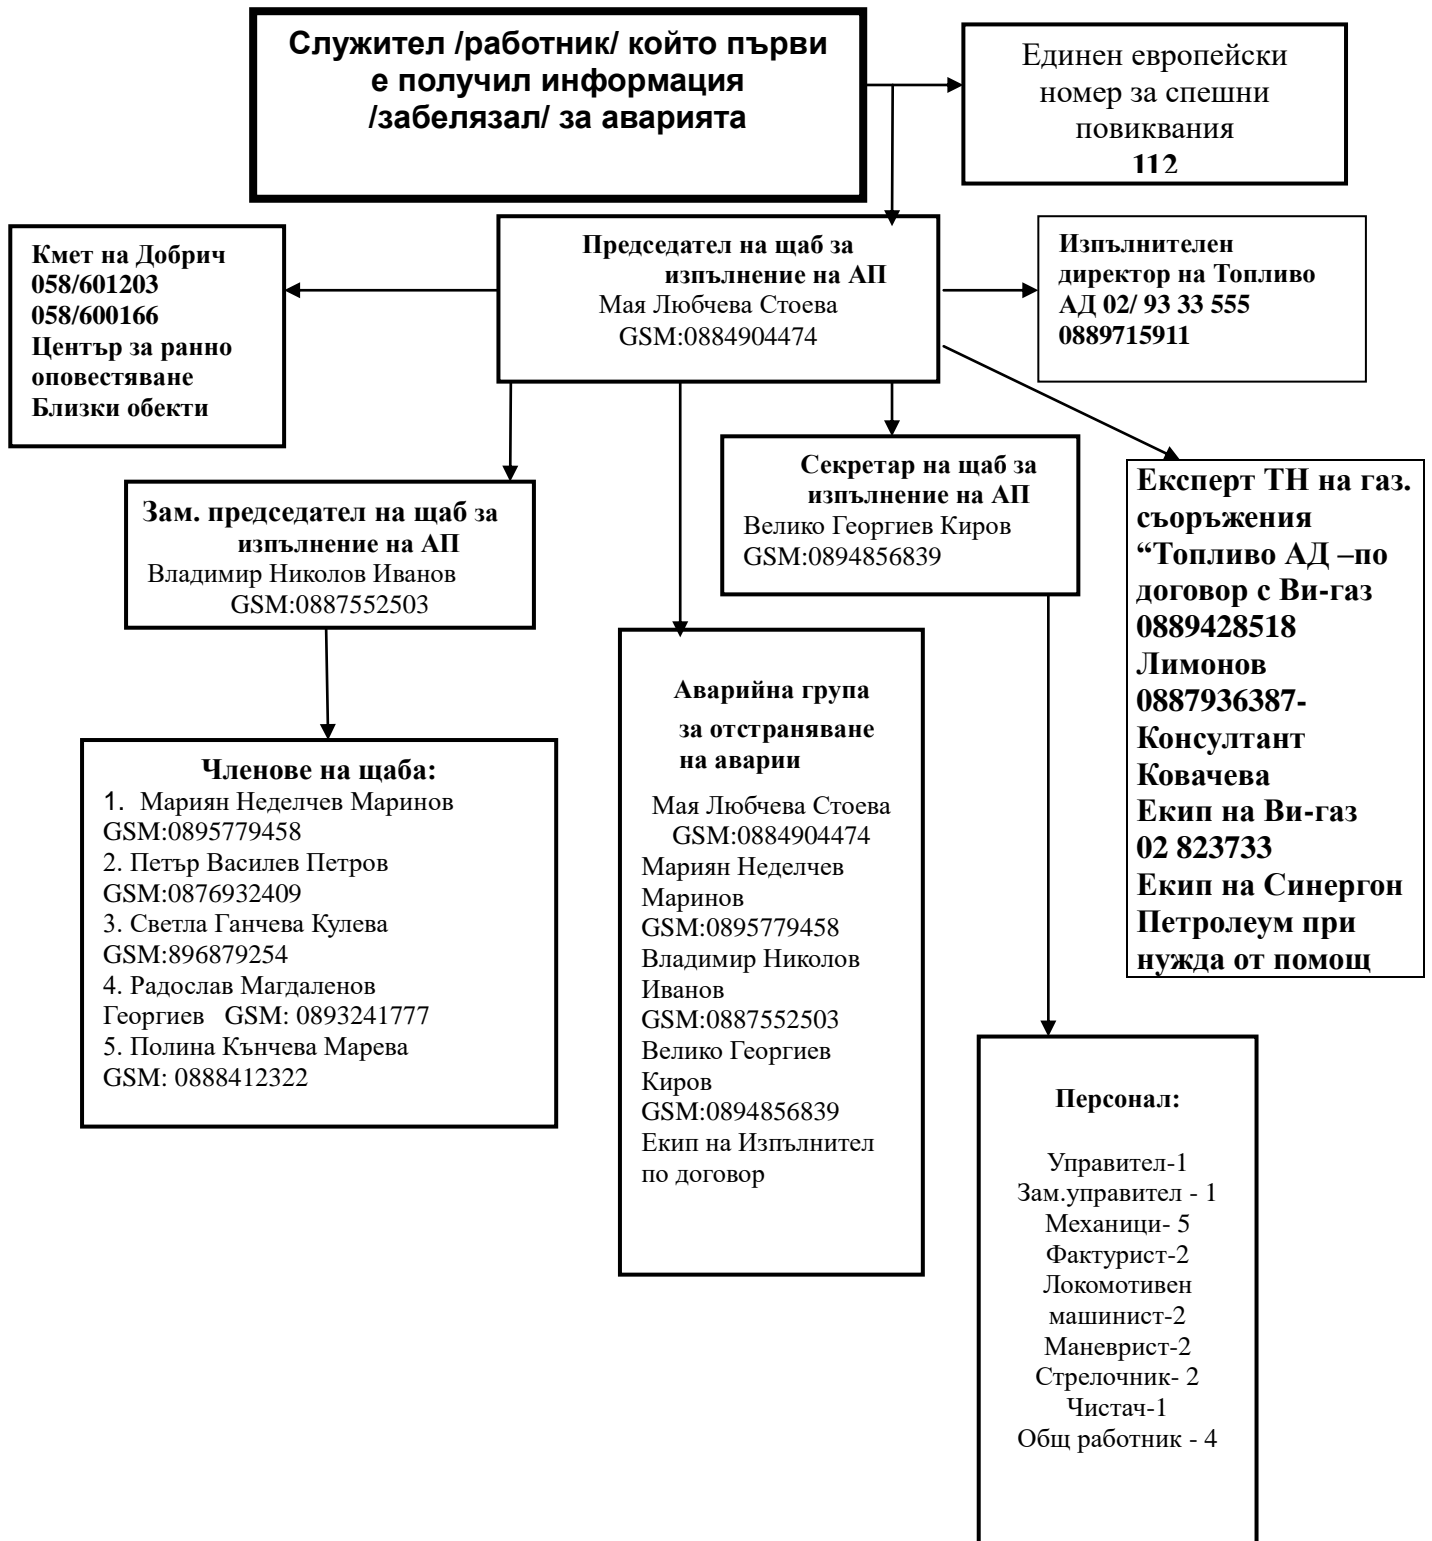 Служител /работник/ който първи
е получил информация
/забелязал/ за аварията
Единен европейски
номер за спешни
повиквания
112
Кмет на Добрич
058/601203
058/600166
Център за ранно
оповестяване
Близки обекти
Председател на щаб за
изпълнение на АП
Мая Любчева Стоева
GSM:0884904474
Изпълнителен
директор на Топливо
АД 02/ 93 33 555
0889715911
Зам. председател на щаб за
изпълнение на АП
Владимир Николов Иванов
GSM:0887552503
Секретар на щаб за
изпълнение на АП
Велико Георгиев Киров
GSM:0894856839
Експерт ТН на газ.
съоръжения
“Топливо АД –по
договор с Ви-газ
0889428518
Лимонов
0887936387-
Консултант
Ковачева
Екип на Ви-газ
02 823733
Екип на Синергон
Петролеум при
нужда от помощ
Членове на щаба:
1. Мариян Неделчев Маринов
GSM:0895779458
2. Петър Василев Петров
GSM:0876932409
3. Светла Ганчева Кулева
GSM:896879254
4. Радослав Магдаленов
Георгиев GSM: 0893241777
5. Полина Кънчева Марева
GSM: 0888412322
Аварийна група
за отстраняване
на аварии
Мая Любчева Стоева
GSM:0884904474
Мариян Неделчев
Маринов
GSM:0895779458
Владимир Николов
Иванов
GSM:0887552503
Велико Георгиев
Киров
GSM:0894856839
Екип на Изпълнител
по договор
Персонал:
Управител-1
Зам.управител - 1
Механици- 5
Фактурист-2
Локомотивен
машинист-2
Маневрист-2
Стрелочник- 2
Чистач-1
Общ работник - 4